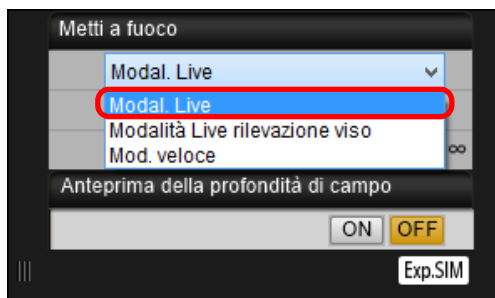 Metti a fuoco
Modal. Live
Modal. Live
Modalità Live rilevazione viso
Mod. veloce
∞
Anteprima della profondità di campo
ON OFF
Exp.SIM